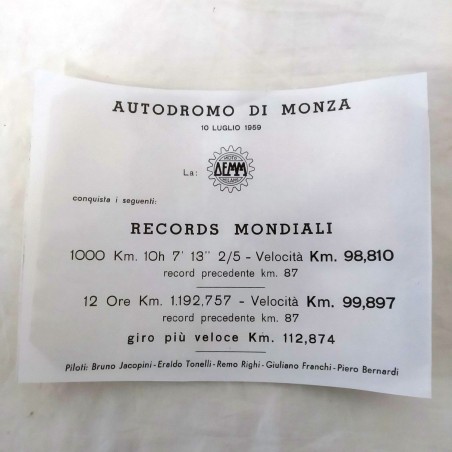 AUTODROMO DI MONZA
10 LUGLIO 1959
La:
MOTO
DEMM
MILANO
conquista i seguenti:
RECORDS MONDIALI
1000 Km. 10h 7' 13" 2/5 - Velocità Km. 98,810
record precedente km. 87
12 Ore Km. 1.192,757 - Velocità Km. 99,897
record precedente km. 87
giro più veloce Km. 112,874
Piloti: Bruno Jacopini - Eraldo Tonelli - Remo Righi - Giuliano Franchi - Piero Bernardi